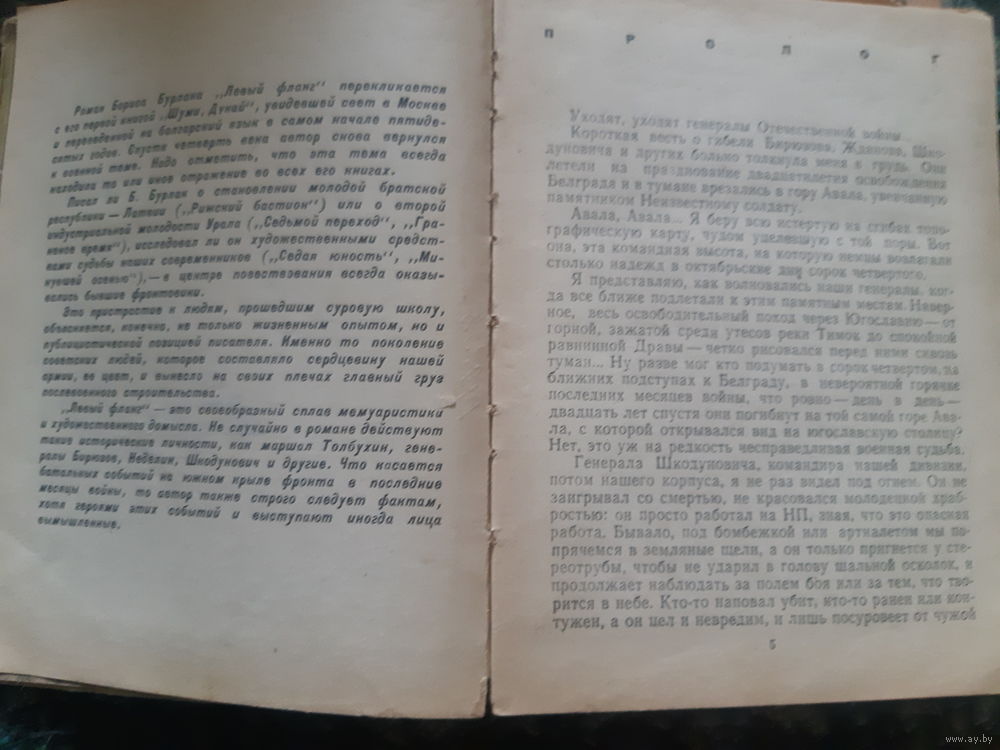 Роман Бориса Бурлака „Левый фланг" перекликается
с его первой книгой „Шуми, Дунай", увидевшей свет в Москве
и переведенной на болгарский язык в самом начале пятиде-
сятых годов. Спустя четверть века автор снова вернулся
к военной теме. Надо отметить, что эта тема всегда
находила то или иное отражение во всех его книгах.
Писал ли Б. Бурлак о становлении молодой братской
республики — Латвии („Рижский бастион") или о второй
индустриальной молодости Урала („Седьмой переход", „Гра-
неное время"), исследовал ли он художественными средст-
вами судьбы наших современников („Седая юность", „Ми-
нувшей осенью"), — в центре повествования всегда оказы-
вались бывшие фронтовики.
Это пристрастие к людям, прошедшим суровую школу,
объясняется, конечно, не только жизненным опытом, но и
публицистической позицией писателя. Именно то поколение
советских людей, которое составляло сердцевину нашей
армии, ее цвет, и вынесло на своих плечах главный груз
послевоенного строительства.
„Левый фланг" — это своеобразный сплав мемуаристики
и художественного домысла. Не случайно в романе действуют
такие исторические личности, как маршал Толбухин, гене-
ралы Бирюзов, Неделин, Шкодунович и другие. Что касается
батальных событий на южном крыле фронта в последние
месяцы войны, то автор также строго следует фактам,
хотя героями этих событий и выступают иногда лица
вымышленные.
ПРОЛОГ
Уходят, уходят генералы Отечественной войны...
Короткая весть о гибели Бирюзова, Жданова, Шко-
дуновича и других больно толкнула меня в грудь. Они
летели на празднование двадцатилетия освобождения
Белграда и в тумане врезались в гору Авала, увенчанную
памятником Неизвестному солдату.
Авала, Авала... Я беру всю истертую на сгибах топо-
графическую карту, чудом уцелевшую с той поры. Вот
она, эта командная высота, на которую немцы возлагали
столько надежд в октябрьские дни сорок четвертого.
Я представляю, как волновались наши генералы, ког-
да все ближе подлетали к этим памятным местам. Навер-
ное, весь освободительный поход через Югославию — от
горной, зажатой среди утесов реки Тимок до спокойной
равнинной Дравы — четко рисовался перед ними сквозь
туман... Ну разве мог кто подумать в сорок четвертом, на
ближних подступах к Белграду, в невероятной горячке
последних месяцев войны, что ровно — день в день —
двадцать лет спустя они погибнут на той самой горе Ава-
ла, с которой открывался вид на югославскую столицу?
Нет, это уж на редкость несправедливая военная судьба.
Генерала Шкодуновича, командира нашей дивизии,
потом нашего корпуса, я не раз видел под огнем. Он не
заигрывал со смертью, не красовался молодецкой храб-
ростью: он просто работал на НП, зная, что это опасная
работа. Бывало, под бомбежкой или артналетом мы по-
прячемся в земляные щели, а он только пригнется у сте-
реотрубы, чтобы не ударил в голову шальной осколок, и
продолжает наблюдать за полем боя или за тем, что тво-
рится в небе. Кто-то наповал убит, кто-то ранен или кон-
тужен, а он цел и невредим, и лишь посуровеет от чужой
5
www.ay.by